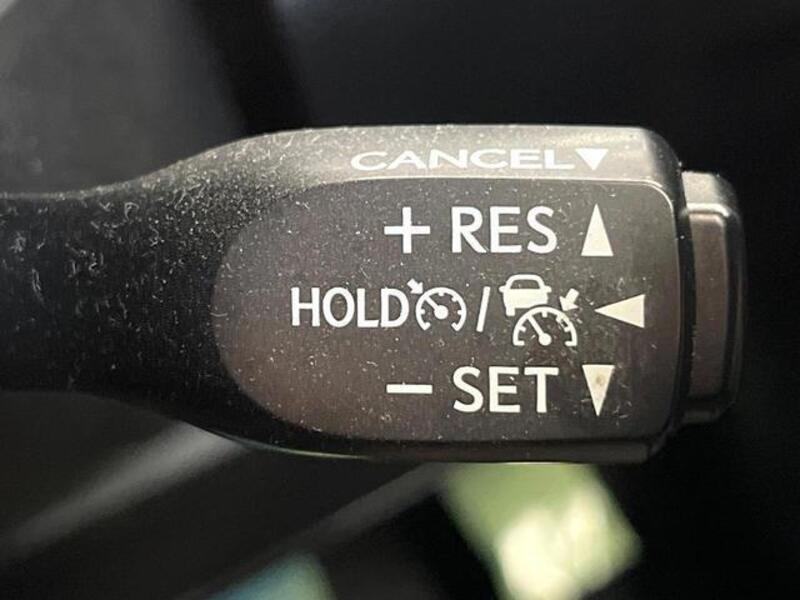 CANCEL▼
+ RES ▲
HOLD / ◀
− SET ▼